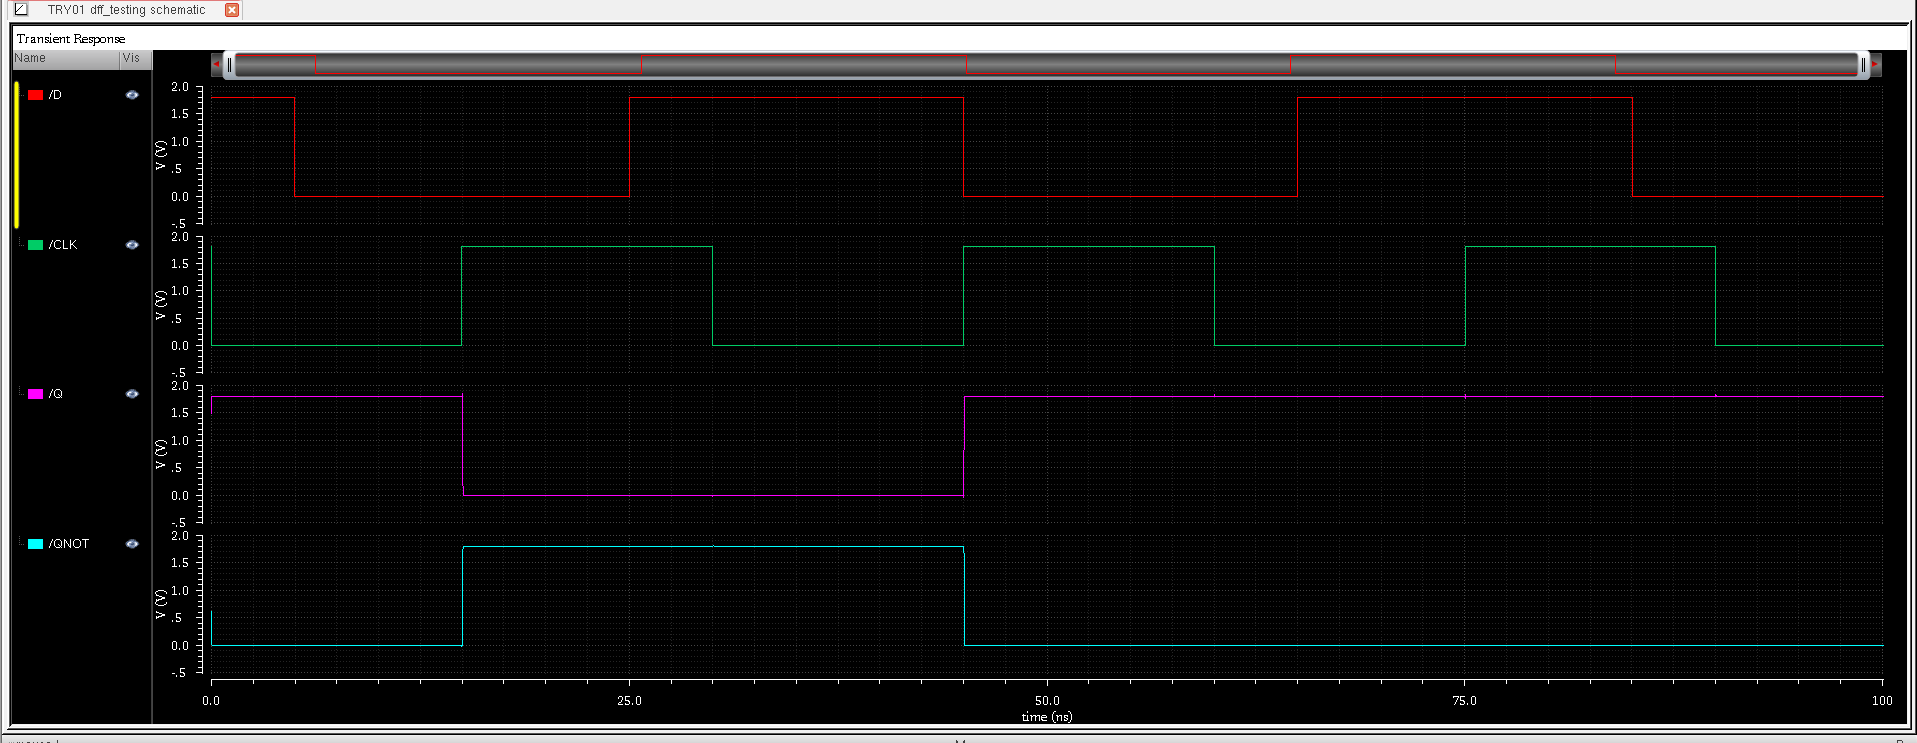 TRY01 dff_testing schematic
Transient Response
Name Vis
/D
2.0
1.5
1.0
.5
0.0
-.5
V (V)
/CLK
2.0
1.5
1.0
.5
0.0
-.5
V (V)
/Q
2.0
1.5
1.0
.5
0.0
-.5
V (V)
/QNOT
2.0
1.5
1.0
.5
0.0
-.5
V (V)
0.0 25.0 50.0 75.0 100
time (ns)